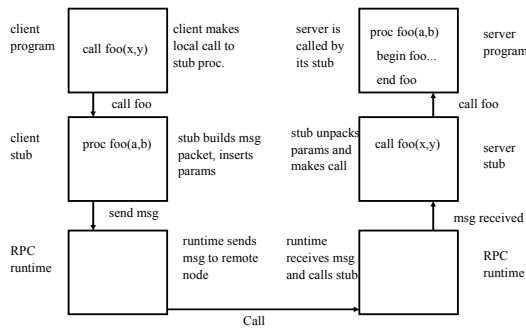 client
program
call foo(x,y)
client makes
local call to
stub proc.
server is
called by
its stub
proc foo(a,b)
begin foo...
end foo
server
program
call foo
call foo
client
stub
proc foo(a,b)
stub builds msg
packet, inserts
params
stub unpacks
params and
makes call
call foo(x,y)
server
stub
send msg
msg received
RPC
runtime
runtime sends
msg to remote
node
runtime
receives msg
and calls stub
RPC
runtime
Call